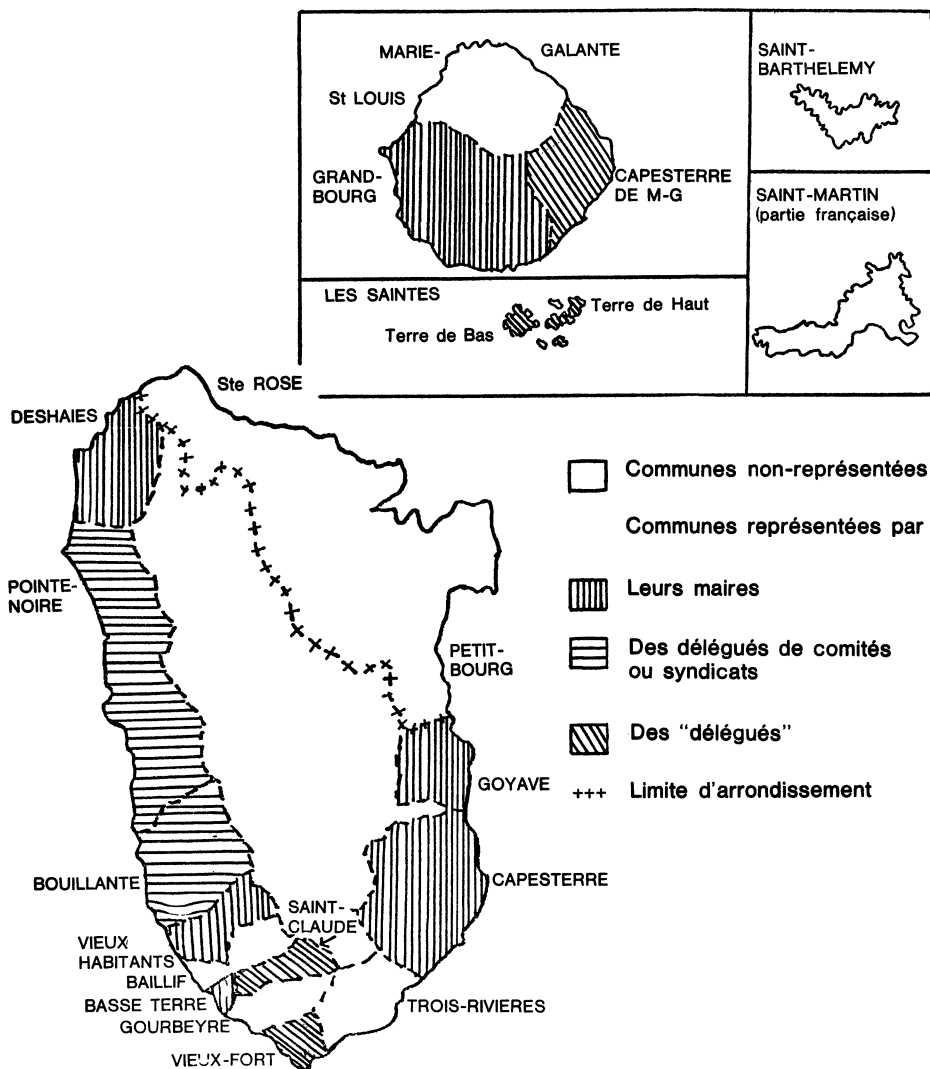 MARIE-
GALANTE
St LOUIS
GRAND-
BOURG
CAPESTERRE
DE M-G
SAINT-
BARTHELEMY
SAINT-MARTIN
(partie française)
LES SAINTES
Terre de Haut
Terre de Bas
Ste ROSE
DESHAIES
POINTE-
NOIRE
PETIT-
BOURG
GOYAVE
BOUILLANTE
CAPESTERRE
SAINT-
CLAUDE
VIEUX
HABITANTS
BAILLIF
BASSE TERRE
GOURBEYRE
TROIS-RIVIERES
VIEUX-FORT
Communes non-représentées
Communes représentées par
Leurs maires
Des délégués de comités
ou syndicats
Des "délégués"
+++ Limite d'arrondissement